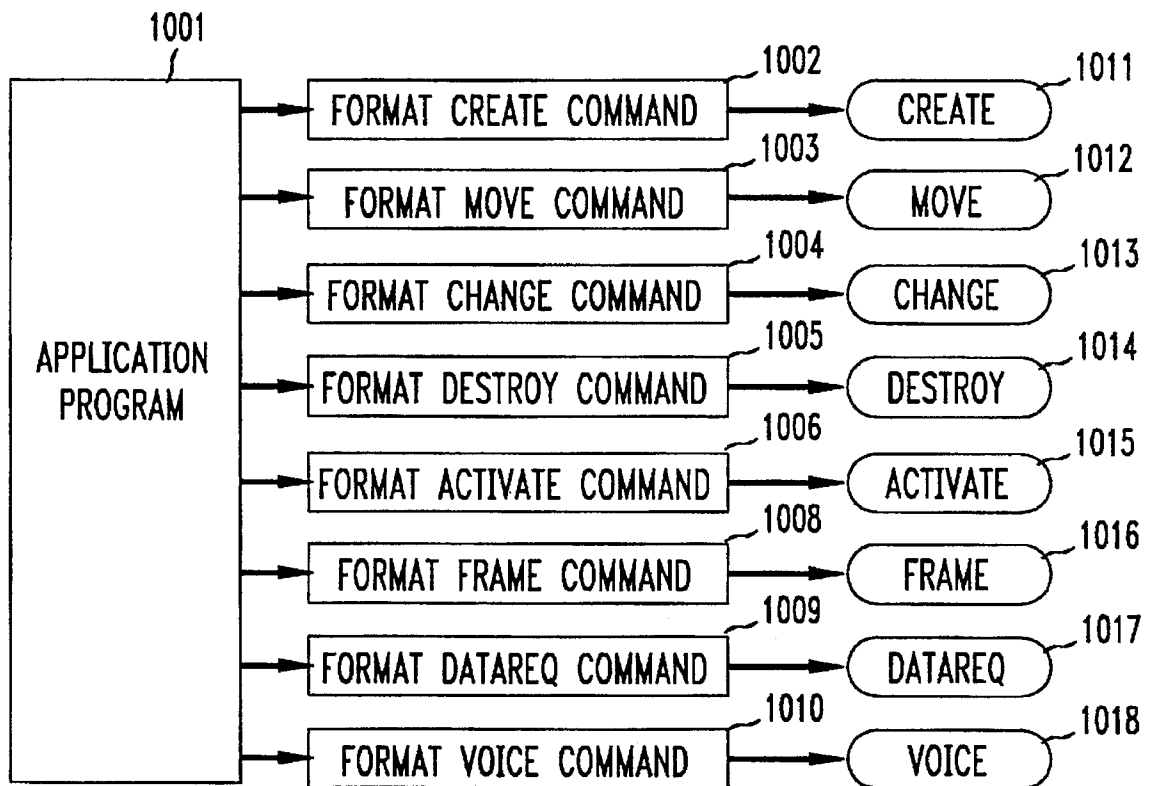 1001
1002
1011
FORMAT CREATE COMMAND
CREATE
1003
1012
FORMAT MOVE COMMAND
MOVE
1004
1013
FORMAT CHANGE COMMAND
CHANGE
APPLICATION
PROGRAM
1005
1014
FORMAT DESTROY COMMAND
DESTROY
1006
1015
FORMAT ACTIVATE COMMAND
ACTIVATE
1008
1016
FORMAT FRAME COMMAND
FRAME
1009
1017
FORMAT DATAREQ COMMAND
DATAREQ
1010
1018
FORMAT VOICE COMMAND
VOICE